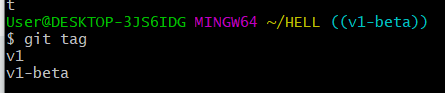 t
User@DESKTOP-3JS6IDG MINGW64 ~/HELL ((v1-beta))
$ git tag
v1
v1-beta